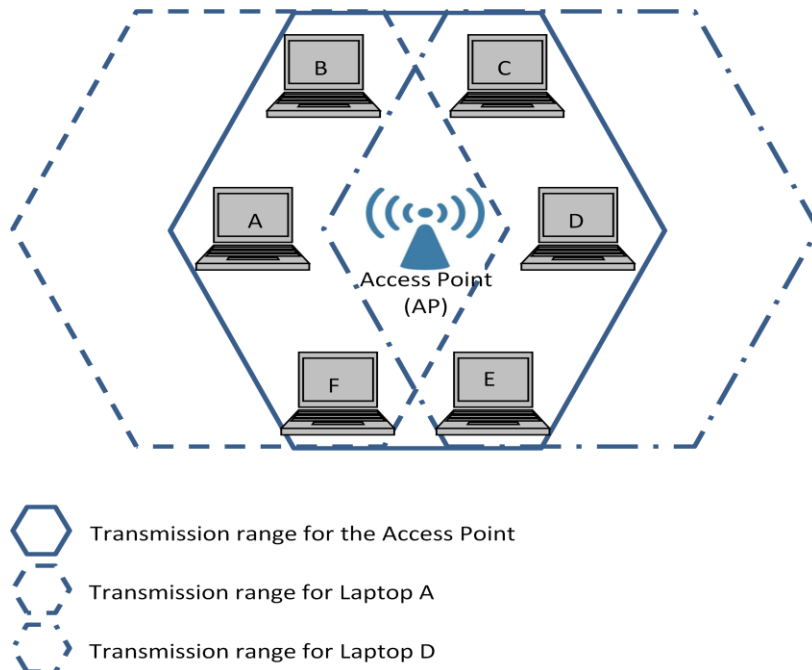 B
C
A
D
Access Point
(AP)
F
E
Transmission range for the Access Point
Transmission range for Laptop A
Transmission range for Laptop D